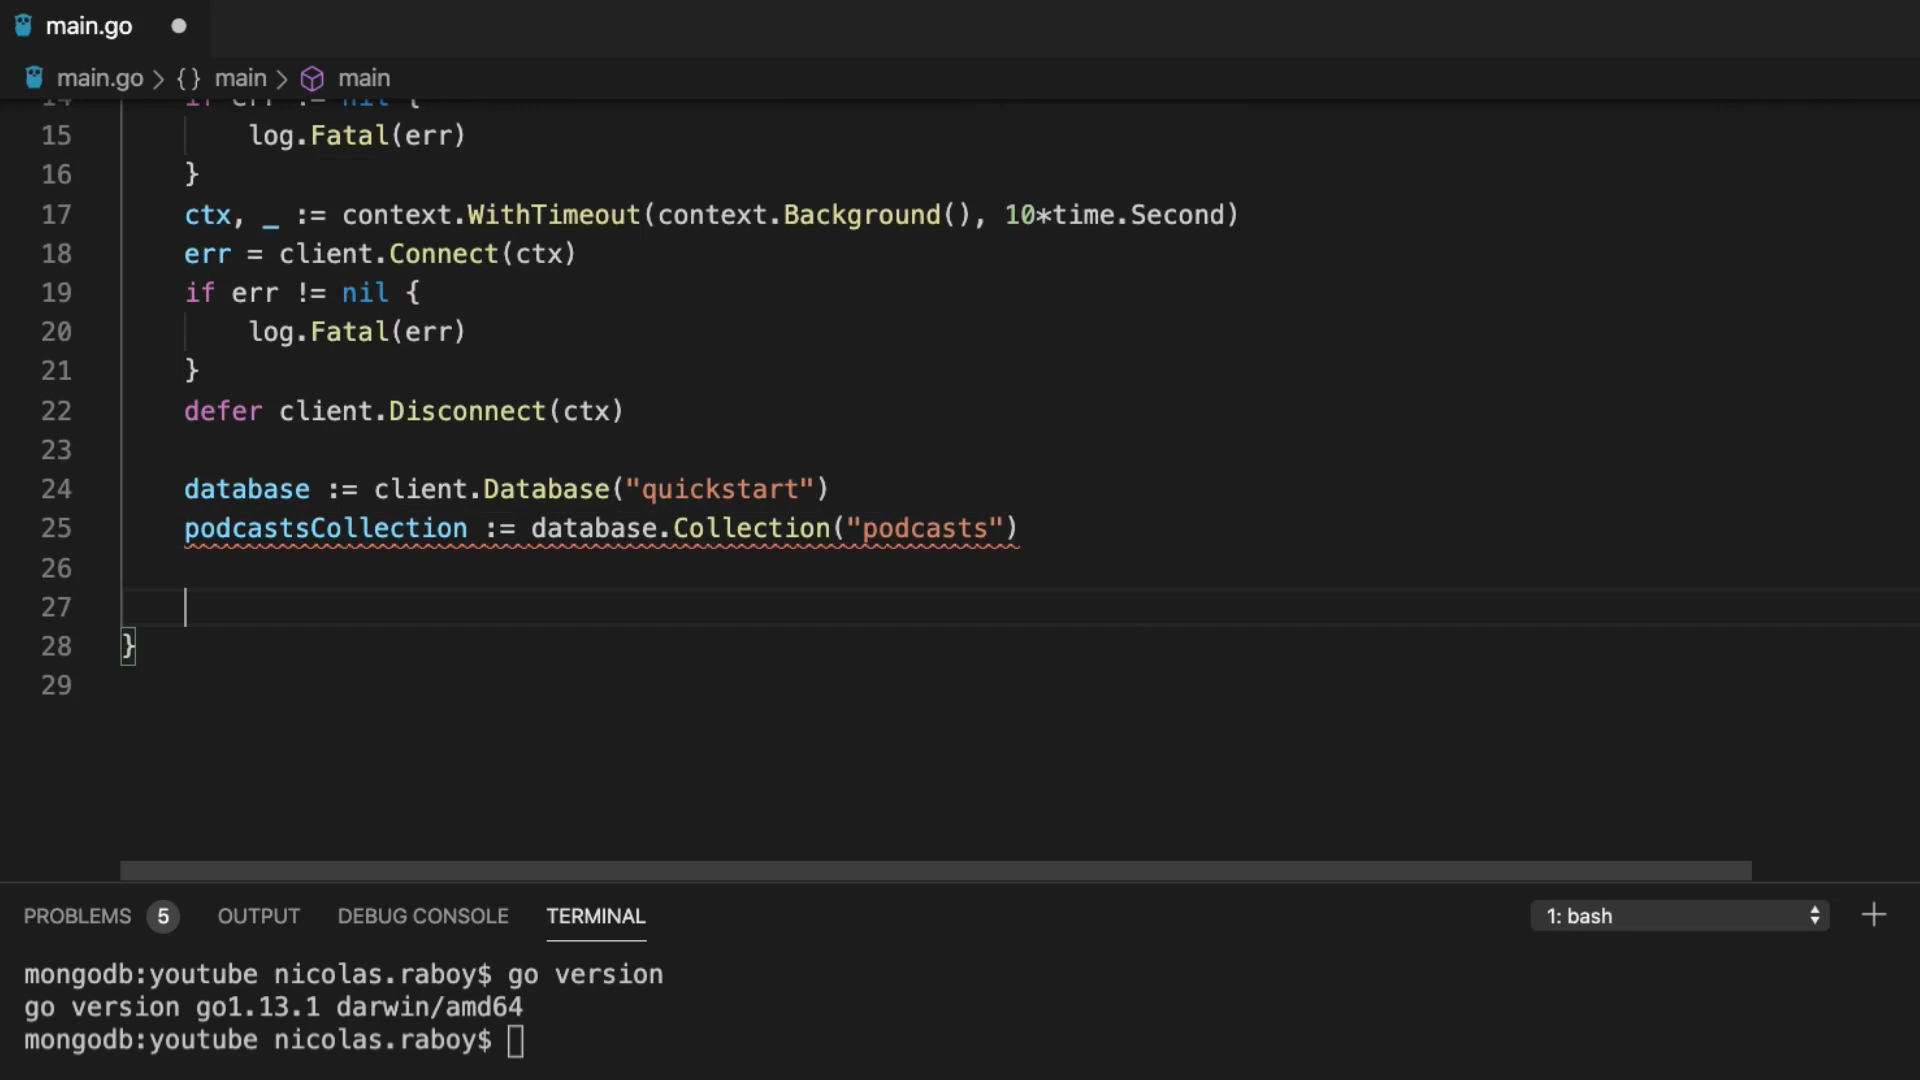 main.go
main.go > {} main > main
14 if err != nil {
15 log.Fatal(err)
16 }
17 ctx, _ := context.WithTimeout(context.Background(), 10*time.Second)
18 err = client.Connect(ctx)
19 if err != nil {
20 log.Fatal(err)
21 }
22 defer client.Disconnect(ctx)
23
24 database := client.Database("quickstart")
25 podcastsCollection := database.Collection("podcasts")
26
27
28 }
29
PROBLEMS 5 OUTPUT DEBUG CONSOLE TERMINAL 1: bash
mongodb:youtube nicolas.raboy$ go version
go version go1.13.1 darwin/amd64
mongodb:youtube nicolas.raboy$